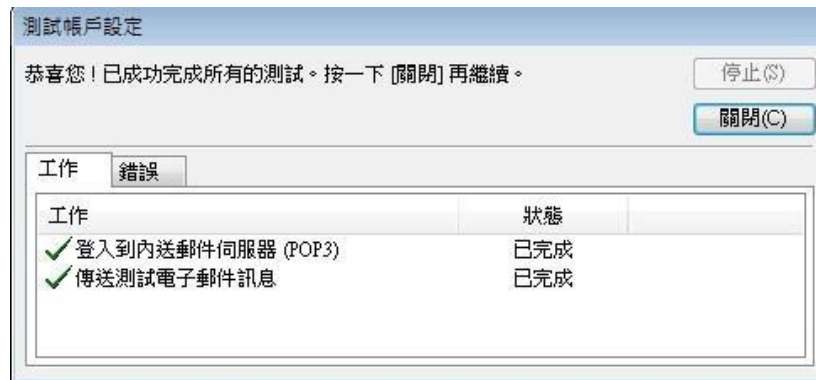 測試帳戶設定
恭喜您！已成功完成所有的測試。按一下 [關閉] 再繼續。
停止(S)
關閉(C)
工作
錯誤
工作 狀態
登入到內送郵件伺服器 (POP3) 已完成
傳送測試電子郵件訊息 已完成